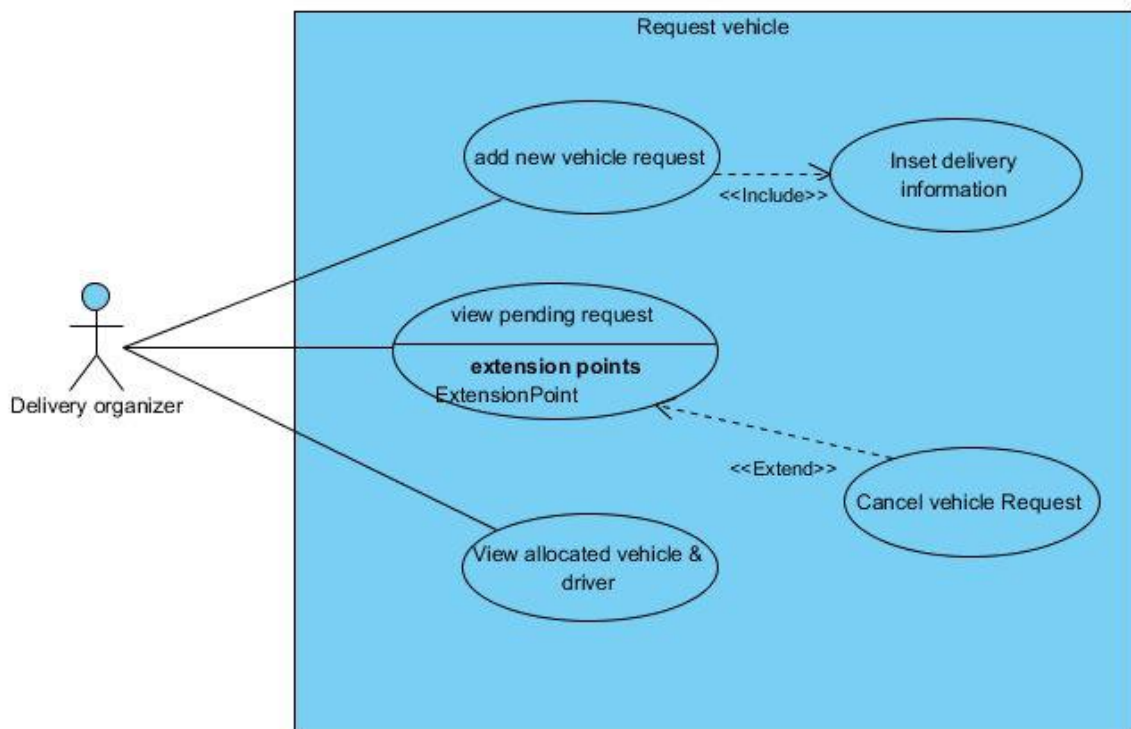 Request vehicle
add new vehicle request
Inset delivery
information
<<Include>>
view pending request
extension points
ExtensionPoint
Delivery organizer
<<Extend>>
Cancel vehicle Request
View allocated vehicle &
driver